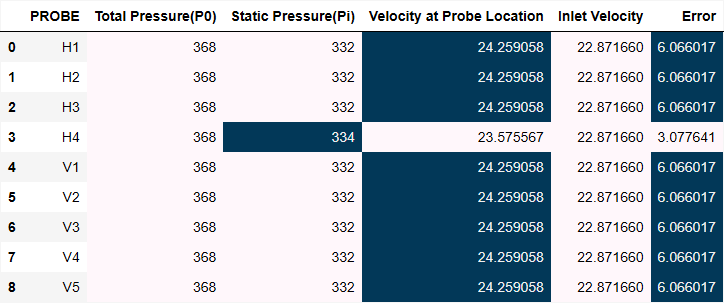 PROBE Total Pressure(P0) Static Pressure(Pi) Velocity at Probe Location Inlet Velocity Error
0 H1 368 332 24.259058 22.871660 6.066017
1 H2 368 332 24.259058 22.871660 6.066017
2 H3 368 332 24.259058 22.871660 6.066017
3 H4 368 334 23.575567 22.871660 3.077641
4 V1 368 332 24.259058 22.871660 6.066017
5 V2 368 332 24.259058 22.871660 6.066017
6 V3 368 332 24.259058 22.871660 6.066017
7 V4 368 332 24.259058 22.871660 6.066017
8 V5 368 332 24.259058 22.871660 6.066017